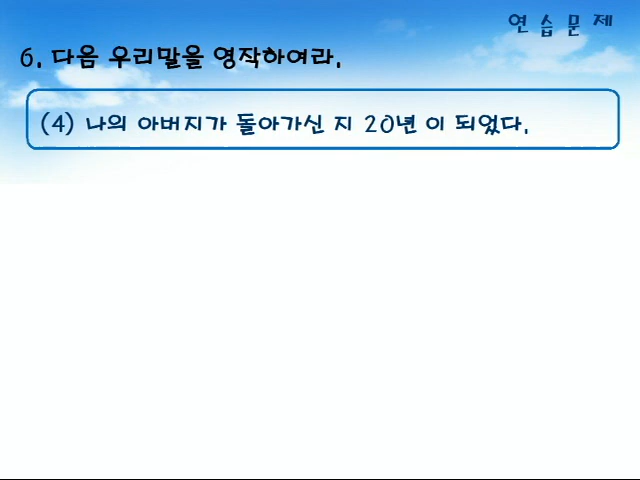 연 습 문 제
6. 다음 우리말을 영작하여라.
(4) 나의 아버지가 돌아가신 지 20년 이 되었다.